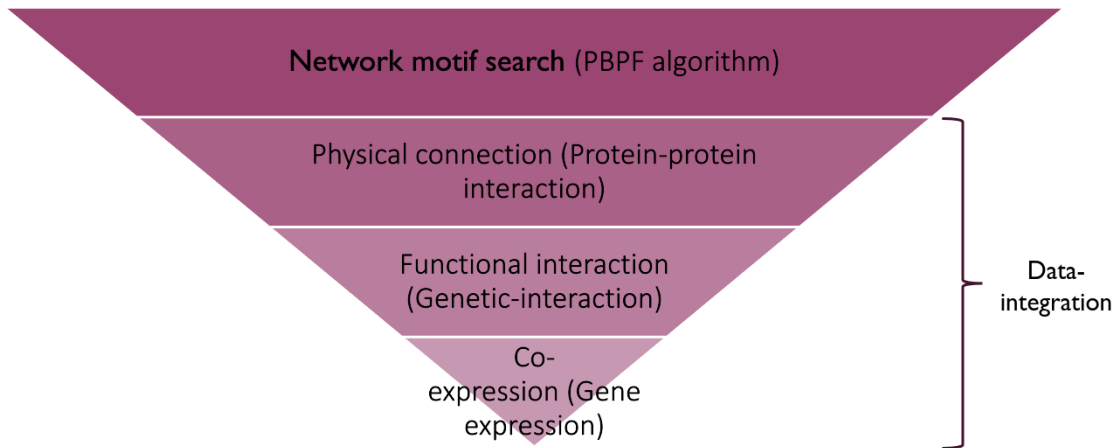 Network motif search (PBPF algorithm)
Physical connection (Protein-protein
interaction)
Functional interaction
(Genetic-interaction)
Co-
expression (Gene
expression)
Data-
integration